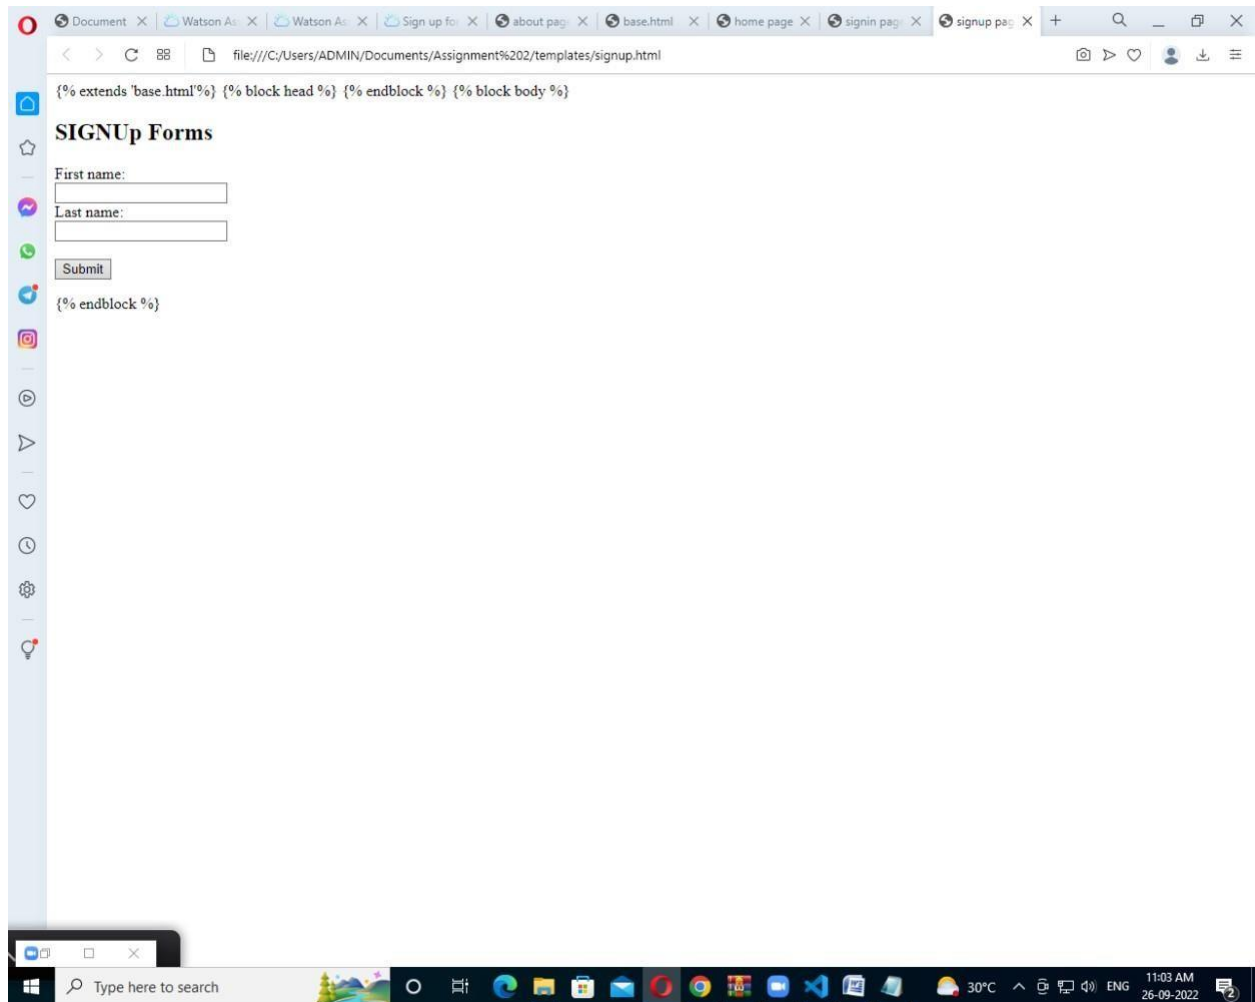 Document
Watson As
Watson As
Sign up for
about pag
base.html
home page
signin pag
signup pag
file:///C:/Users/ADMIN/Documents/Assignment%202/templates/signup.html
{% extends 'base.html'%} {% block head %} {% endblock %} {% block body %}
SIGNUp Forms
First name:
Last name:
Submit
{% endblock %}
Type here to search
30°C
ENG
11:03 AM
26-09-2022
2